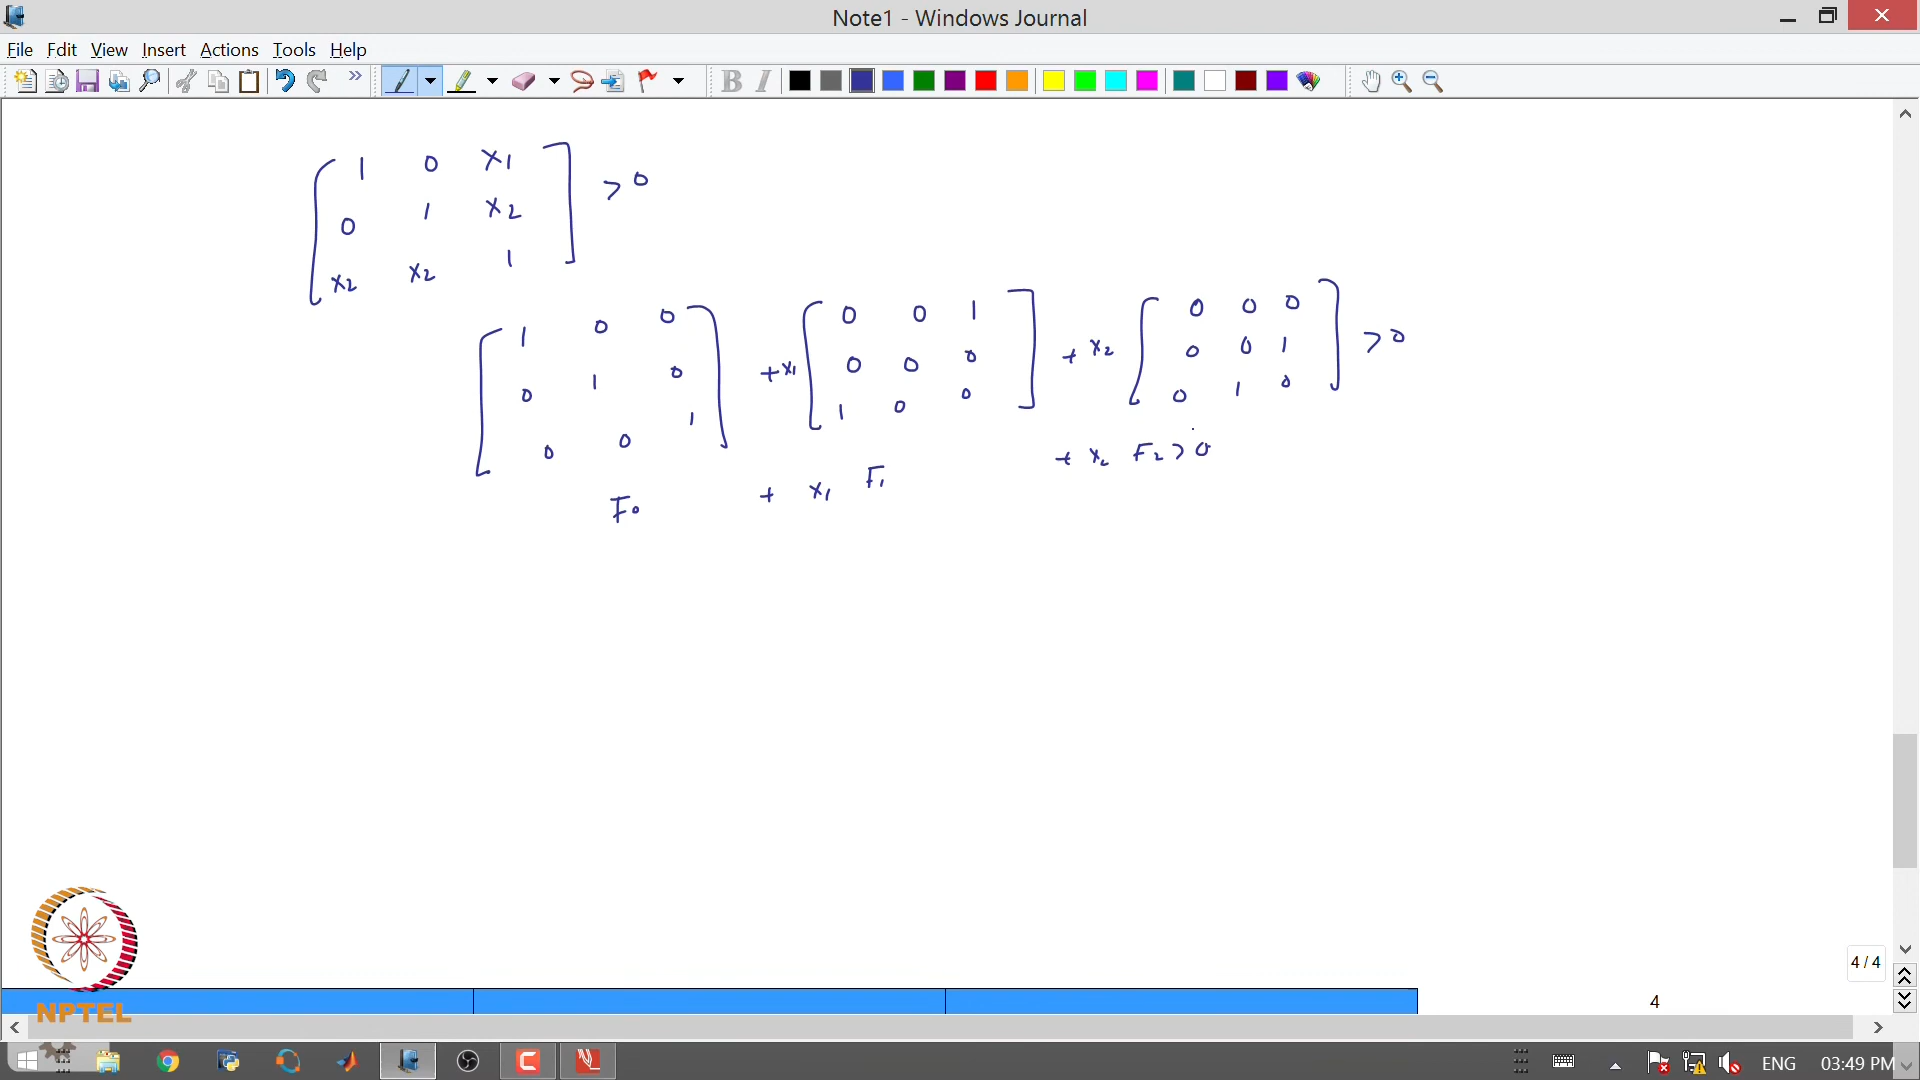 Note1 - Windows Journal
File Edit View Insert Actions Tools Help
1 0 x1
0 1 x2 > 0
x2 x2 1
1 0 0 + x1 0 0 1 + x2 0 0 0 > 0
0 1 0 0 0 0 0 0 1
0 0 1 1 0 0 0 1 0
F0 + x1 F1 + x2 F2 > 0
4 / 4
4
NPTEL
ENG 03:49 PM